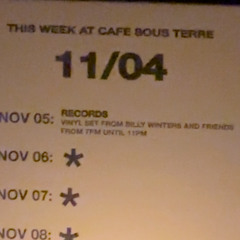 THIS WEEK AT CAFE SOUS TERRE
11/04
NOV 05: RECORDS
VINYL SET FROM BILLY WINTERS AND FRIENDS
FROM 7PM UNTIL 11PM
NOV 06: *
NOV 07: *
NOV 08: *